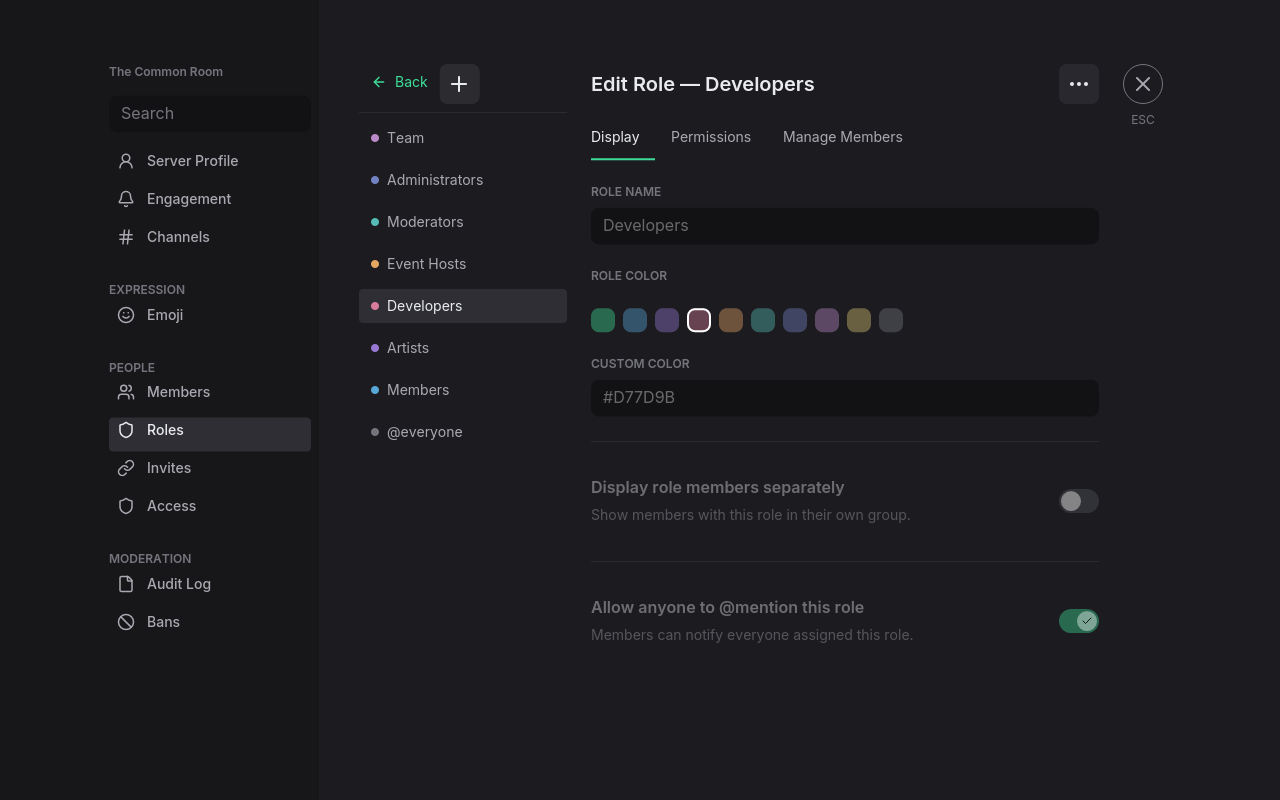 The Common Room
Search
Server Profile
Engagement
Channels
EXPRESSION
Emoji
PEOPLE
Members
Roles
Invites
Access
MODERATION
Audit Log
Bans
Back
Team
Administrators
Moderators
Event Hosts
Developers
Artists
Members
@everyone
Edit Role — Developers
ESC
Display Permissions Manage Members
ROLE NAME
Developers
ROLE COLOR
CUSTOM COLOR
#D77D9B
Display role members separately
Show members with this role in their own group.
Allow anyone to @mention this role
Members can notify everyone assigned this role.